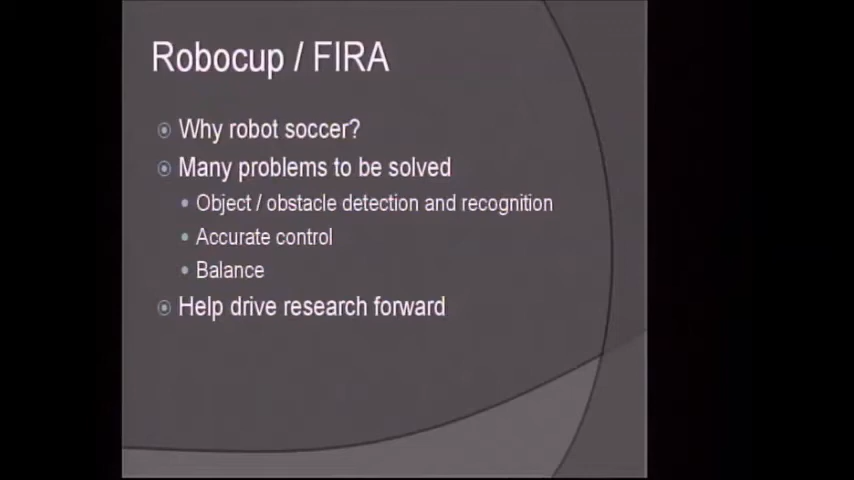 Robocup / FIRA
Why robot soccer?
Many problems to be solved
Object / obstacle detection and recognition
Accurate control
Balance
Help drive research forward